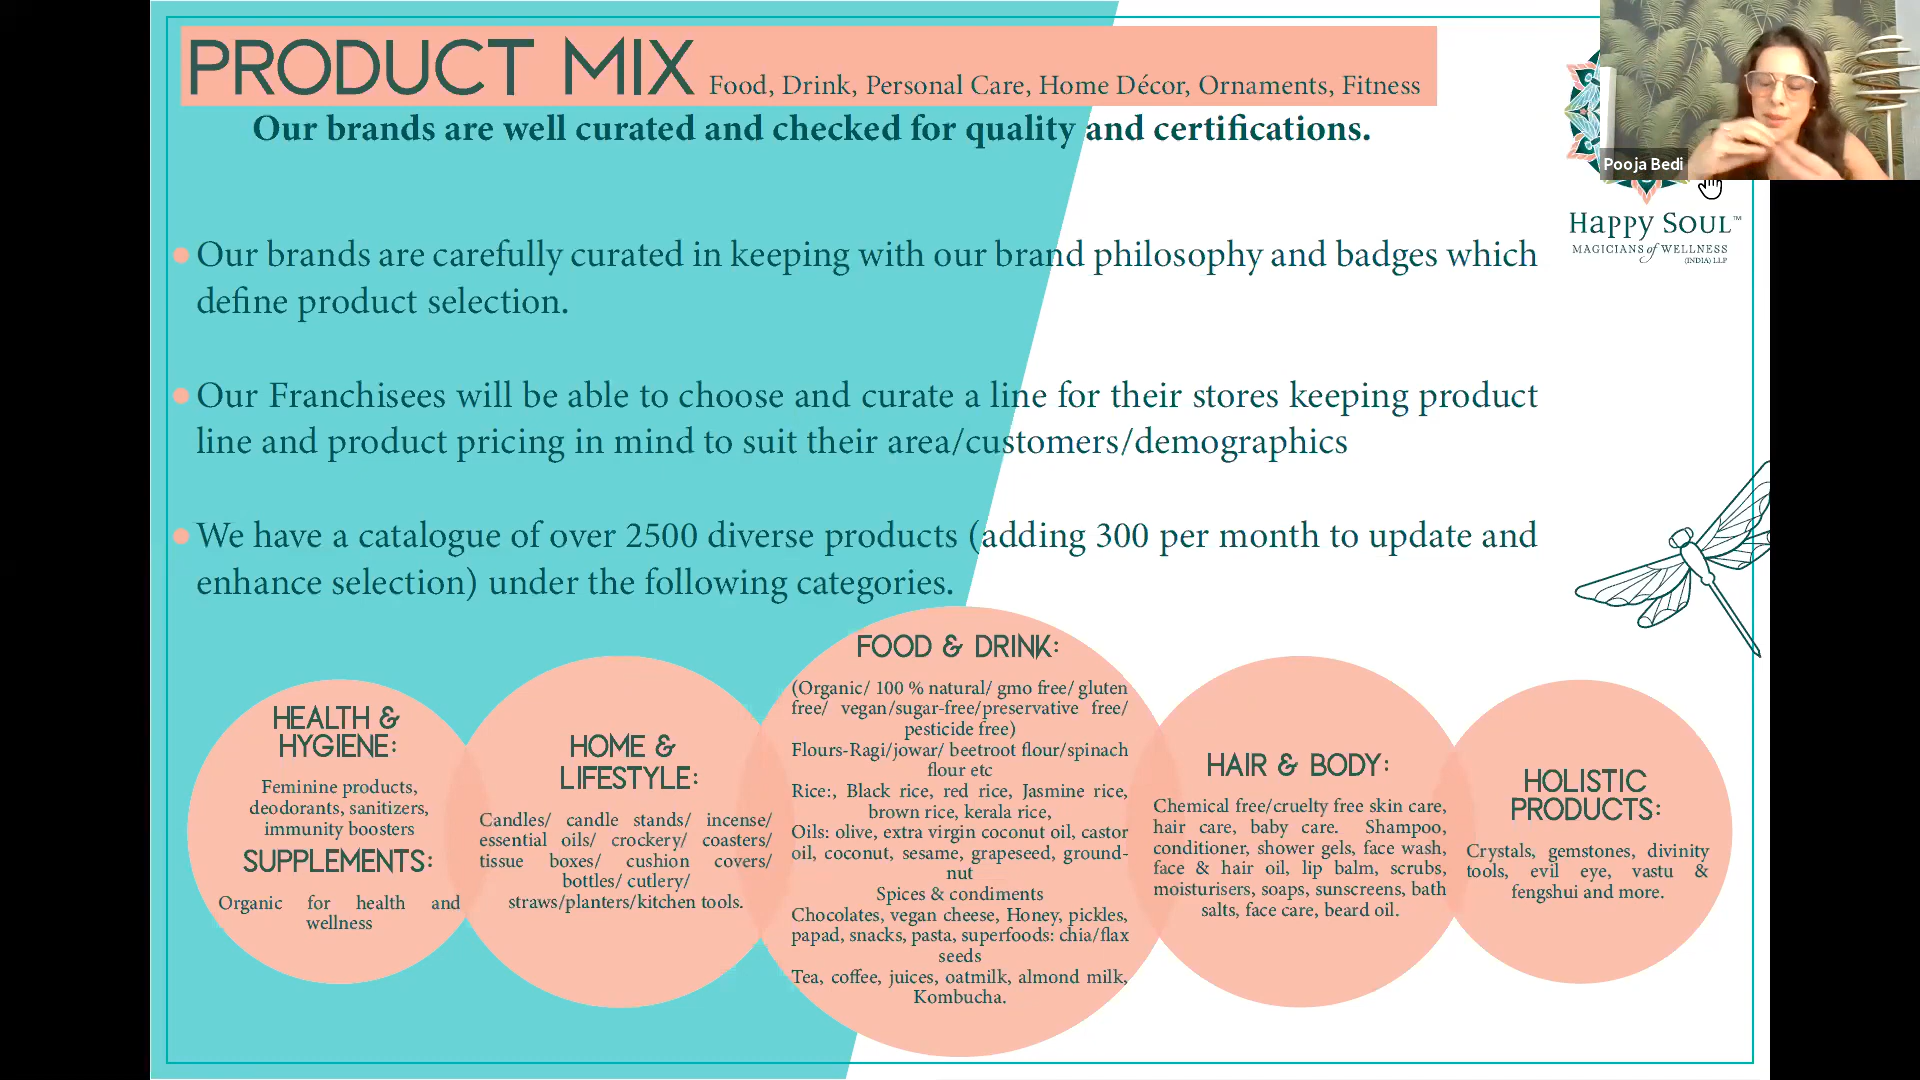 PRODUCT MIX Food, Drink, Personal Care, Home Décor, Ornaments, Fitness
Our brands are well curated and checked for quality and certifications.
Pooja Bedi
Happy Soul™
MAGICIANS of WELLNESS
(INDIA) LLP
Our brands are carefully curated in keeping with our brand philosophy and badges which
define product selection.
Our Franchisees will be able to choose and curate a line for their stores keeping product
line and product pricing in mind to suit their area/customers/demographics
We have a catalogue of over 2500 diverse products (adding 300 per month to update and
enhance selection) under the following categories.
HEALTH &
HYGIENE:
Feminine products,
deodorants, sanitizers,
immunity boosters
SUPPLEMENTS:
Organic for health and
wellness
HOME &
LIFESTYLE:
Candles/ candle stands/ incense/
essential oils/ crockery/ coasters/
tissue boxes/ cushion covers/
bottles/ cutlery/
straws/planters/kitchen tools.
FOOD & DRINK:
(Organic/ 100 % natural/ gmo free/ gluten
free/ vegan/sugar-free/preservative free/
pesticide free)
Flours-Ragi/jowar/ beetroot flour/spinach
flour etc
Rice:, Black rice, red rice, Jasmine rice,
brown rice, kerala rice,
Oils: olive, extra virgin coconut oil, castor
oil, coconut, sesame, grapeseed, ground-
nut
Spices & condiments
Chocolates, vegan cheese, Honey, pickles,
papad, snacks, pasta, superfoods: chia/flax
seeds
Tea, coffee, juices, oatmilk, almond milk,
Kombucha.
HAIR & BODY:
Chemical free/cruelty free skin care,
hair care, baby care. Shampoo,
conditioner, shower gels, face wash,
face & hair oil, lip balm, scrubs,
moisturisers, soaps, sunscreens, bath
salts, face care, beard oil.
HOLISTIC
PRODUCTS:
Crystals, gemstones, divinity
tools, evil eye, vastu &
fengshui and more.